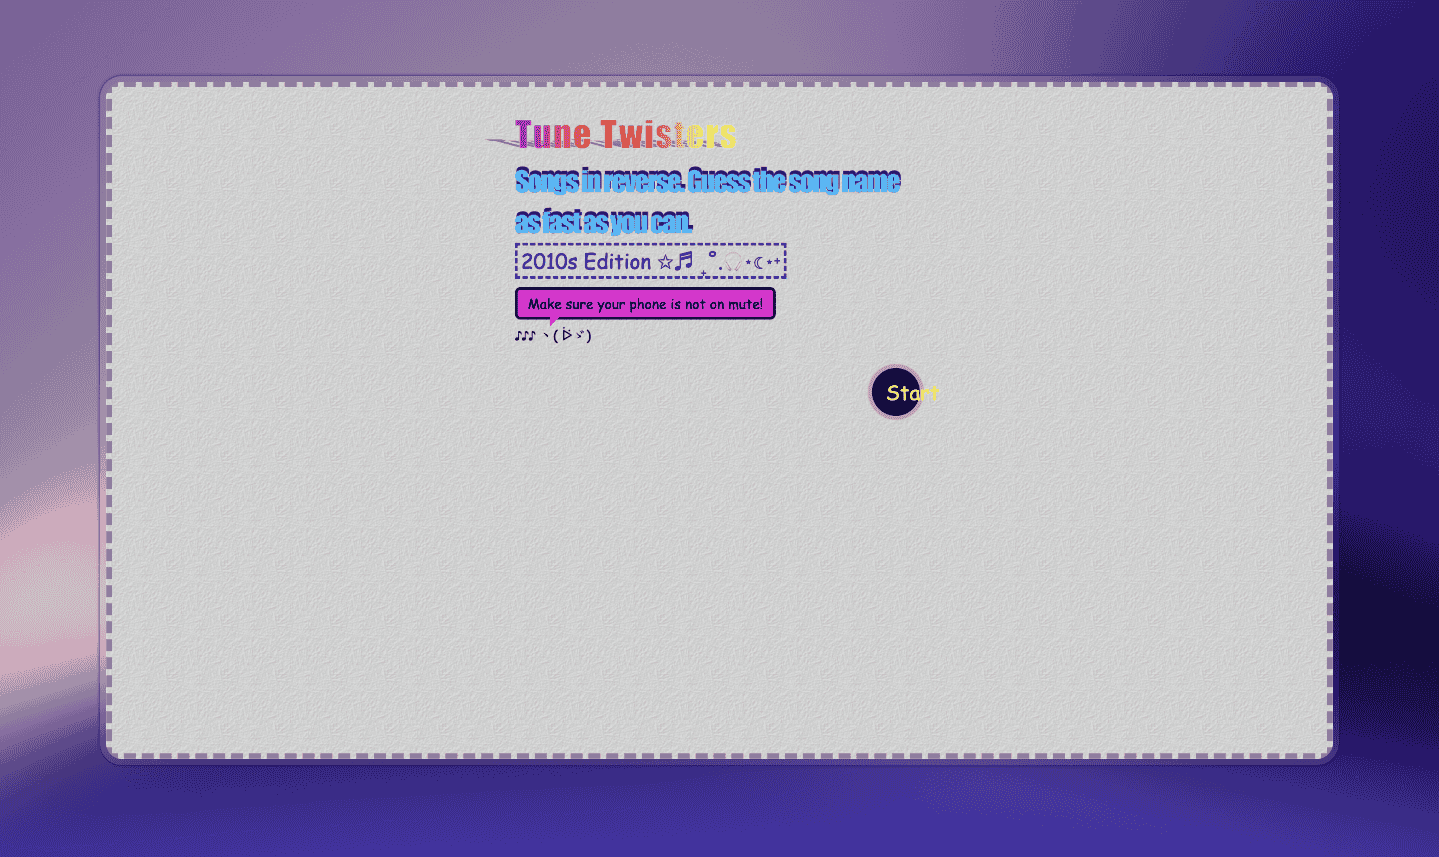 Tune Twisters
Songs in reverse. Guess the song name
as fast as you can.
2010s Edition ☆♬ ₊˚.🎧⋆☾⋆⁺
Make sure your phone is not on mute!
♪♪♪ ヽ(ˇ∀ˇ )ゞ
Start